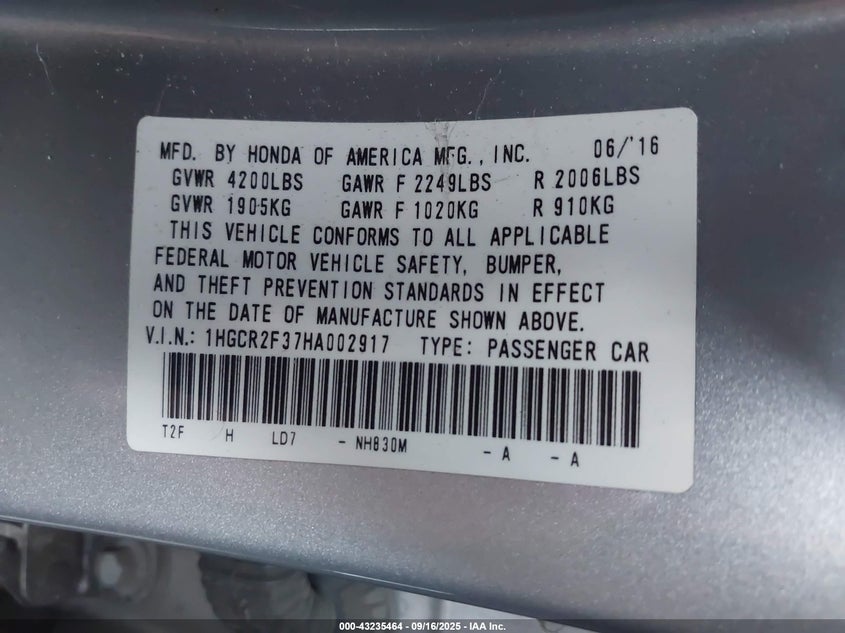 MFD. BY HONDA OF AMERICA MFG., INC. 06/'16
GVWR 4200LBS GAWR F 2249LBS R 2006LBS
GVWR 1905KG GAWR F 1020KG R 910KG
THIS VEHICLE CONFORMS TO ALL APPLICABLE
FEDERAL MOTOR VEHICLE SAFETY, BUMPER,
AND THEFT PREVENTION STANDARDS IN EFFECT
ON THE DATE OF MANUFACTURE SHOWN ABOVE.
V.I.N.: 1HGCR2F37HA002917 TYPE: PASSENGER CAR
T2F H LD7 - NH830M - A - A
000-43235464 - 09/16/2025 - IAA Inc.